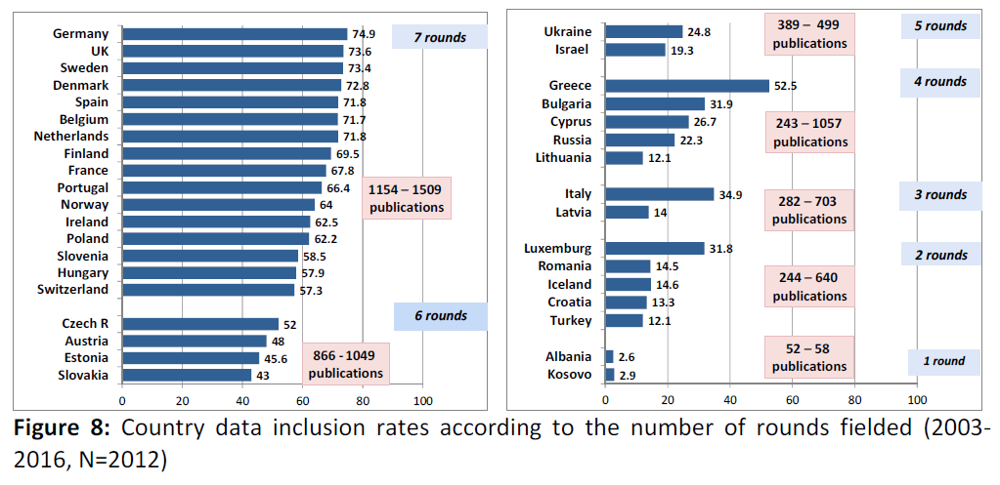 Germany 74.9
7 rounds
UK 73.6
Sweden 73.4
Denmark 72.8
Spain 71.8
Belgium 71.7
Netherlands 71.8
Finland 69.5
France 67.8
Portugal 66.4
1154 – 1509
publications
Norway 64
Ireland 62.5
Poland 62.2
Slovenia 58.5
Hungary 57.9
Switzerland 57.3
6 rounds
Czech R 52
Austria 48
Estonia 45.6
Slovakia 43
866 -1049
publications
0 20 40 60 80 100
Ukraine 24.8
Israel 19.3
389 – 499
publications
5 rounds
Greece 52.5
4 rounds
Bulgaria 31.9
Cyprus 26.7
Russia 22.3
Lithuania 12.1
243 – 1057
publications
Italy 34.9
Latvia 14
282 – 703
publications
3 rounds
Luxemburg 31.8
2 rounds
Romania 14.5
Iceland 14.6
Croatia 13.3
Turkey 12.1
244 – 640
publications
Albania 2.6
Kosovo 2.9
52 – 58
publications
1 round
0 20 40 60 80 100
Figure 8: Country data inclusion rates according to the number of rounds fielded (2003-
2016, N=2012)